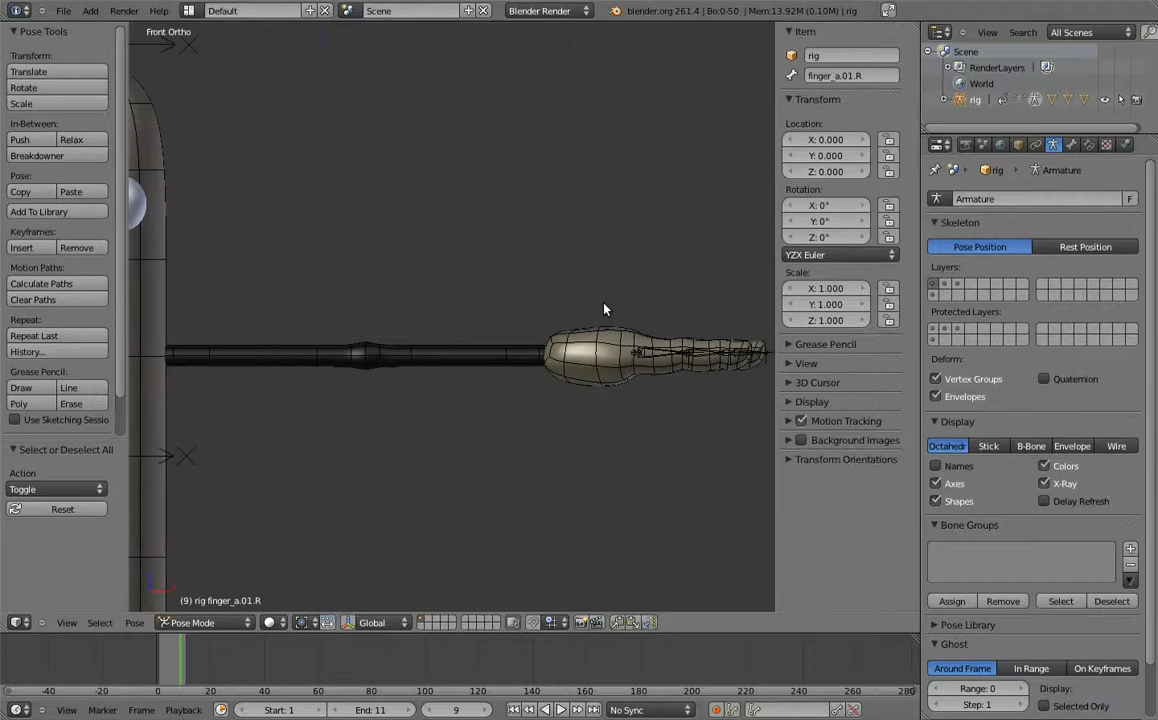 File Add Render Help Default Scene Blender Render blender.org 261.4 | Bo:0-50 | Mem:13.92M (0.10M) | rig
Pose Tools
Transform:
Translate
Rotate
Scale
In-Between:
Push Relax
Breakdowner
Pose:
Copy Paste
Add To Library
Keyframes:
Insert Remove
Motion Paths:
Calculate Paths
Clear Paths
Repeat:
Repeat Last
History...
Grease Pencil:
Draw Line
Poly Erase
Use Sketching Sessio
Select or Deselect All
Action
Toggle
Reset
Front Ortho
(9) rig finger_a.01.R
Item
rig
finger_a.01.R
Transform
Location:
X: 0.000
Y: 0.000
Z: 0.000
Rotation:
X: 0°
Y: 0°
Z: 0°
YZX Euler
Scale:
X: 1.000
Y: 1.000
Z: 1.000
Grease Pencil
View
3D Cursor
Display
Motion Tracking
Background Images
Transform Orientations
View Search All Scenes
Scene
RenderLayers
World
rig
rig Armature
Armature F
Skeleton
Pose Position Rest Position
Layers:
Protected Layers:
Deform:
Vertex Groups Quaternion
Envelopes
Display
Octahedr Stick B-Bone Envelope Wire
Names Colors
Axes X-Ray
Shapes Delay Refresh
Bone Groups
Assign Remove Select Deselect
Pose Library
Ghost
Around Frame In Range On Keyframes
Range: 0 Display:
Step: 1 Selected Only
View Select Pose Pose Mode Global
-40 -20 0 20 40 60 80 100 120 140 160 180 200 220 240 260 280
View Marker Frame Playback Start: 1 End: 11 9 No Sync